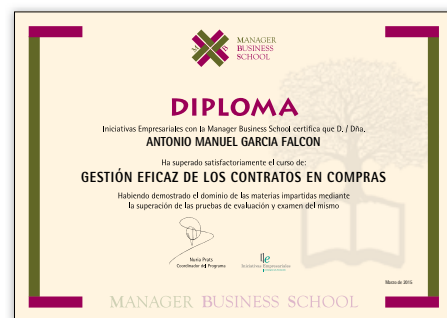 MANAGER
BUSINESS
SCHOOL
DIPLOMA
Iniciativas Empresariales con la Manager Business School certifica que D. / Dña.
ANTONIO MANUEL GARCIA FALCON
Ha superado satisfactoriamente el curso de:
GESTIÓN EFICAZ DE LOS CONTRATOS EN COMPRAS
Habiendo demostrado el dominio de las materias impartidas mediante
la superación de las pruebas de evaluación y examen del mismo
Nuria Prats
Coordinador del Programa
Iniciativas Empresariales
Marzo de 2015
MANAGER BUSINESS SCHOOL